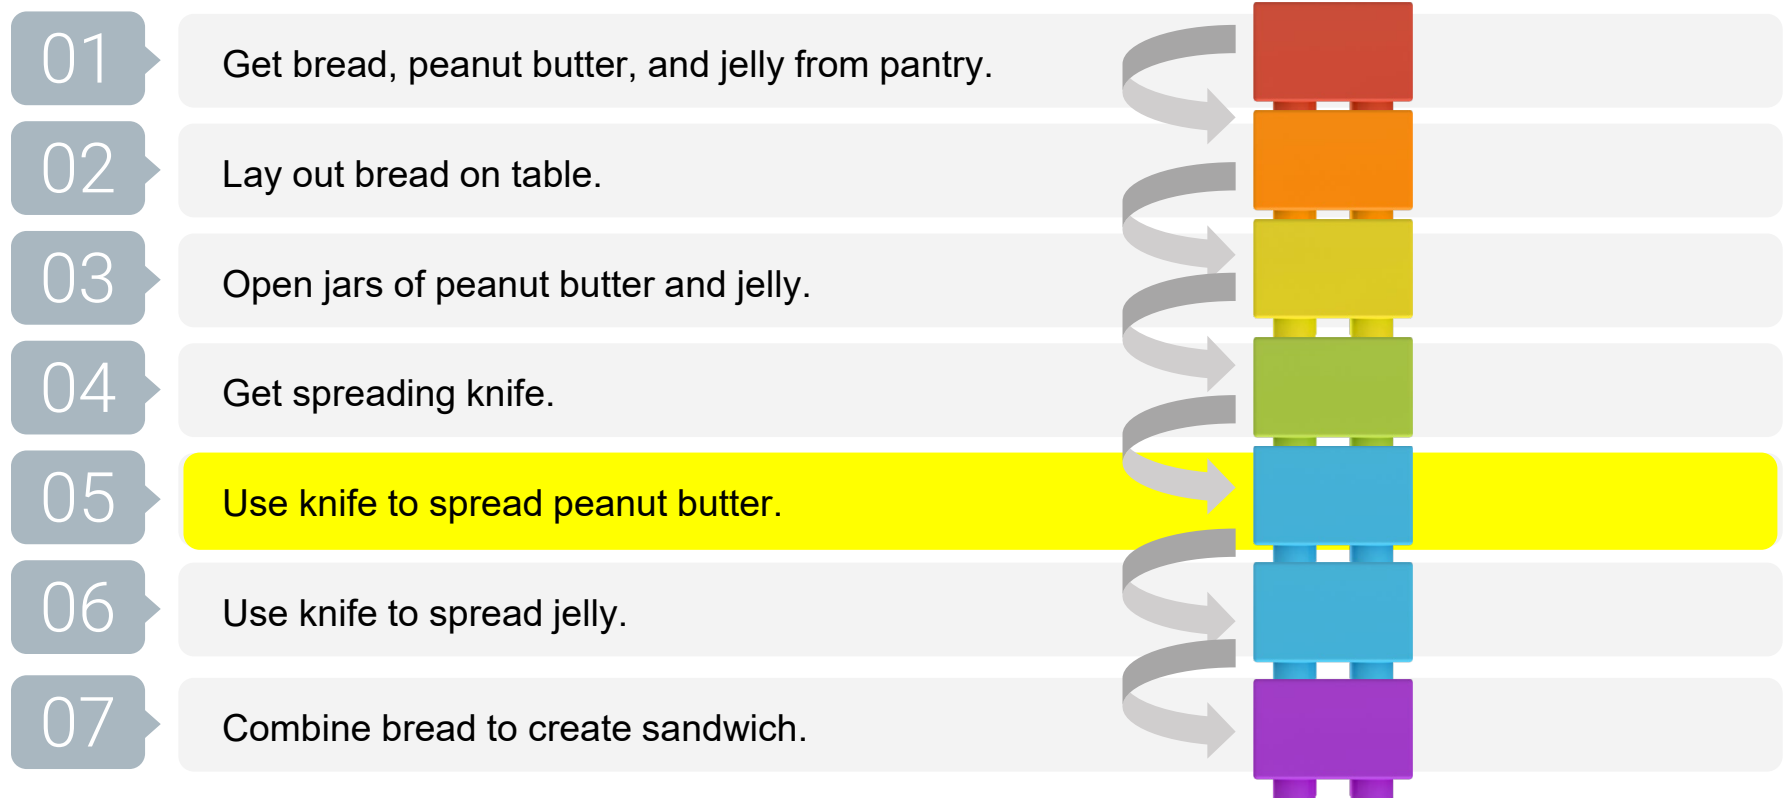 01
Get bread, peanut butter, and jelly from pantry.
02
Lay out bread on table.
03
Open jars of peanut butter and jelly.
04
Get spreading knife.
05
Use knife to spread peanut butter.
06
Use knife to spread jelly.
07
Combine bread to create sandwich.